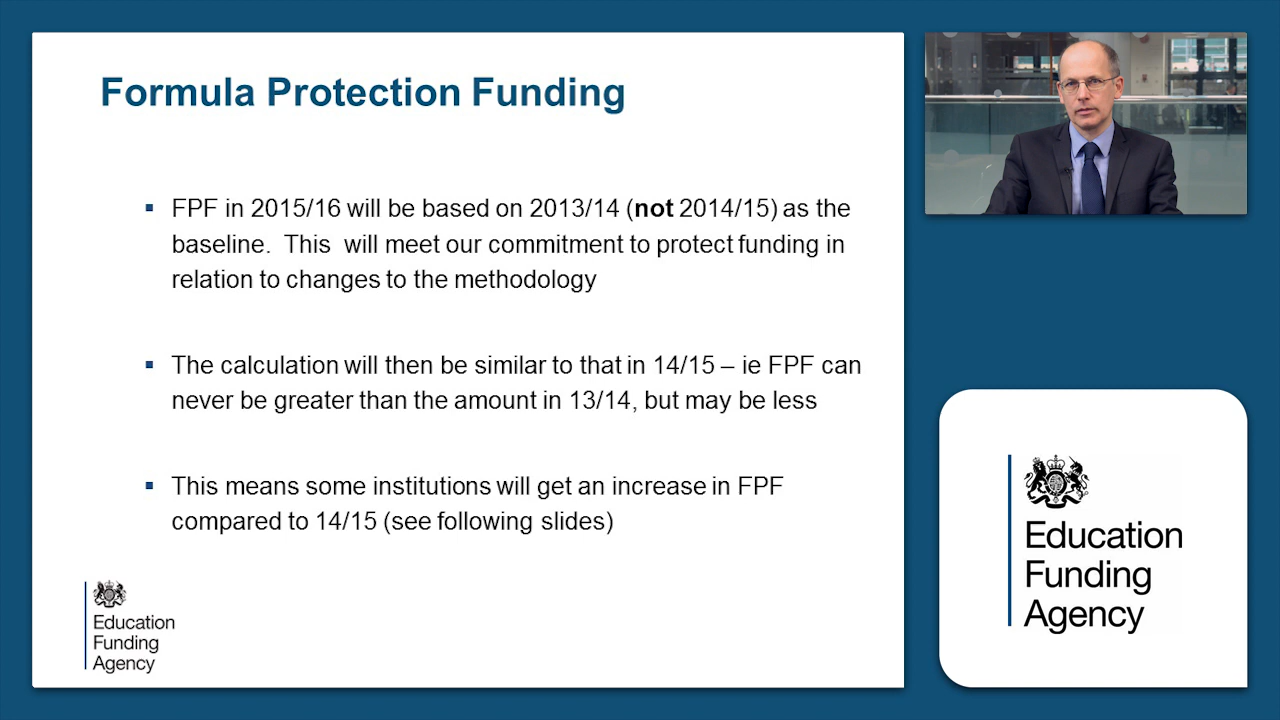 Formula Protection Funding
▪ FPF in 2015/16 will be based on 2013/14 (not 2014/15) as the
baseline.  This  will meet our commitment to protect funding in
relation to changes to the methodology
▪ The calculation will then be similar to that in 14/15 – ie FPF can
never be greater than the amount in 13/14, but may be less
▪ This means some institutions will get an increase in FPF
compared to 14/15 (see following slides)
Education
Funding
Agency
Education
Funding
Agency